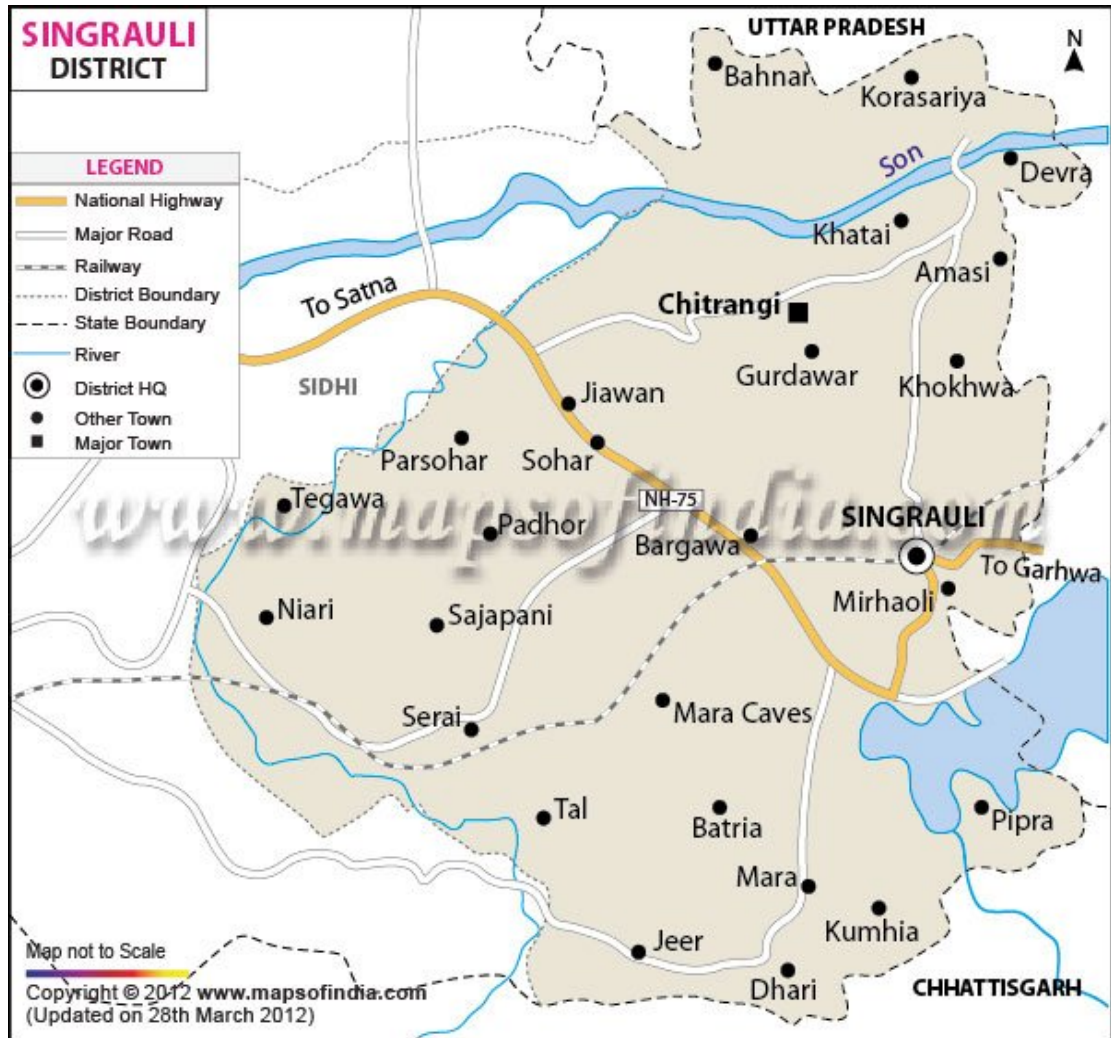 SINGRAULI
DISTRICT
UTTAR PRADESH
N
Bahnar
Korasariya
Son
Devra
LEGEND
National Highway
Major Road
Railway
District Boundary
State Boundary
River
District HQ
Other Town
Major Town
Khatai
Amasi
To Satna
Chitrangi
SIDHI
Gurdawar
Khokhwa
Jiawan
Parsohar
Sohar
Tegawa
NH-75
www.mapsofindia.com
SINGRAULI
Padhor
Bargawa
To Garhwa
Mirhaoli
Niari
Sajapani
Serai
Mara Caves
Tal
Batria
Pipra
Mara
Kumhia
Jeer
Dhari
CHHATTISGARH
Map not to Scale
Copyright © 2012 www.mapsofindia.com
(Updated on 28th March 2012)